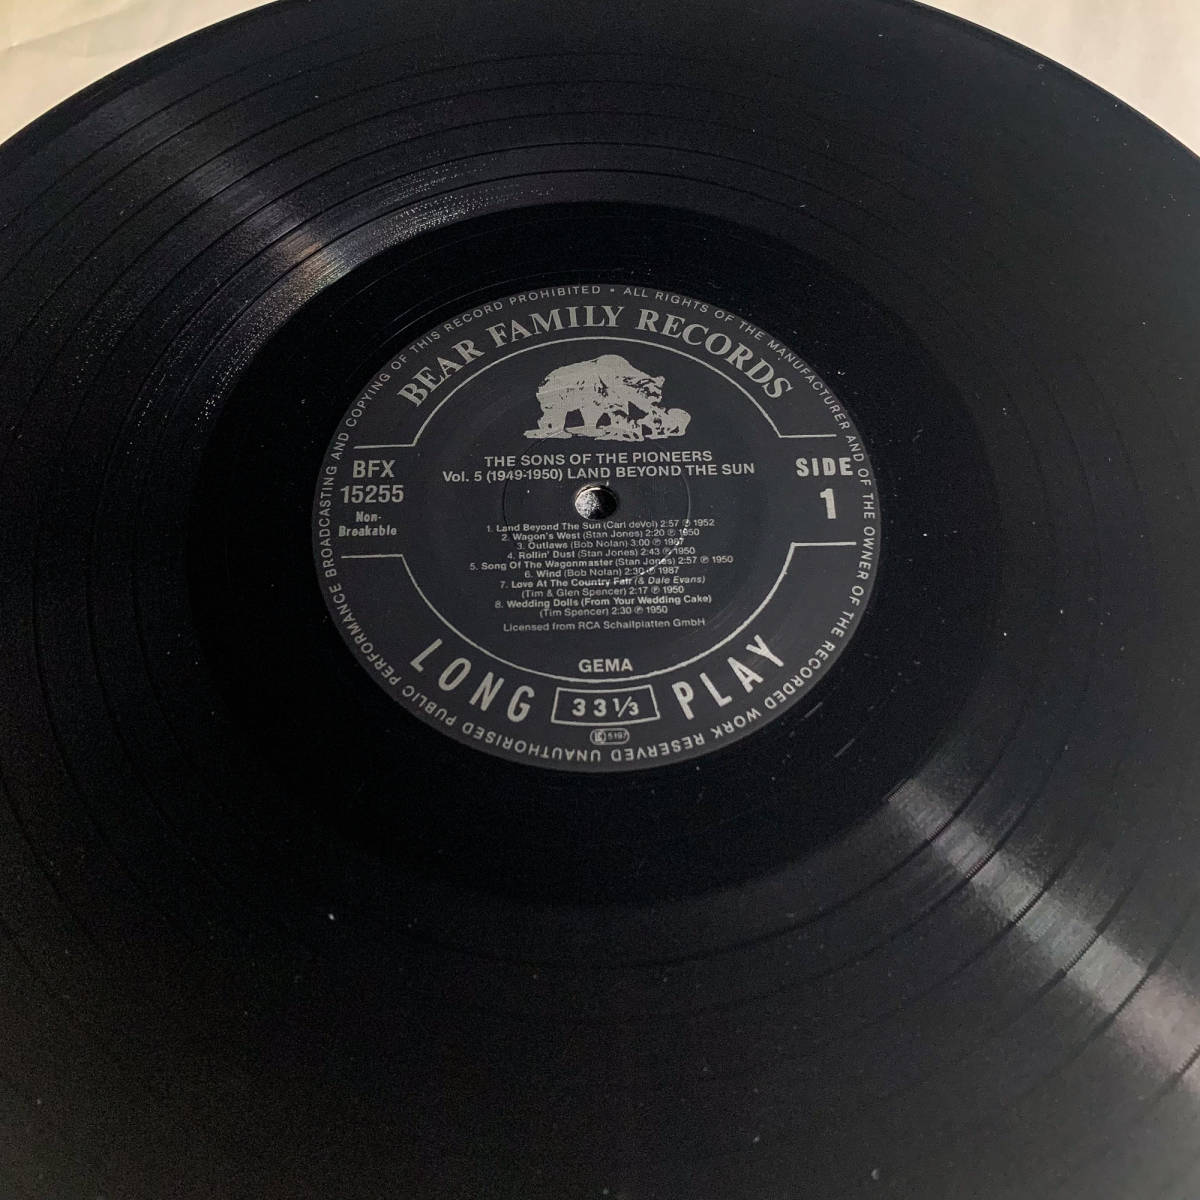 UNAUTHORISED PUBLIC PERFORMANCE BROADCASTING AND COPYING OF THIS RECORD PROHIBITED • ALL RIGHTS OF THE MANUFACTURER AND OF THE OWNER OF THE RECORDED WORK RESERVED
BEAR FAMILY RECORDS
THE SONS OF THE PIONEERS
Vol. 5 (1949-1950) LAND BEYOND THE SUN
BFX
15255
Non-
Breakable
SIDE
1
1. Land Beyond The Sun (Carl deVol) 2:57 ℗ 1952
2. Wagon's West (Stan Jones) 2:20 ℗ 1950
3. Outlaws (Bob Nolan) 3:00 ℗ 1987
4. Rollin' Dust (Stan Jones) 2:43 ℗ 1950
5. Song Of The Wagonmaster (Stan Jones) 2:57 ℗ 1950
6. Wind (Bob Nolan) 2:30 ℗ 1987
7. Love At The Country Fair (& Dale Evans)
(Tim & Glen Spencer) 2:17 ℗ 1950
8. Wedding Dolls (From Your Wedding Cake)
(Tim Spencer) 2:30 ℗ 1950
Licensed from RCA Schallplatten GmbH
GEMA
LONG 33 1/3 PLAY
LC 5197